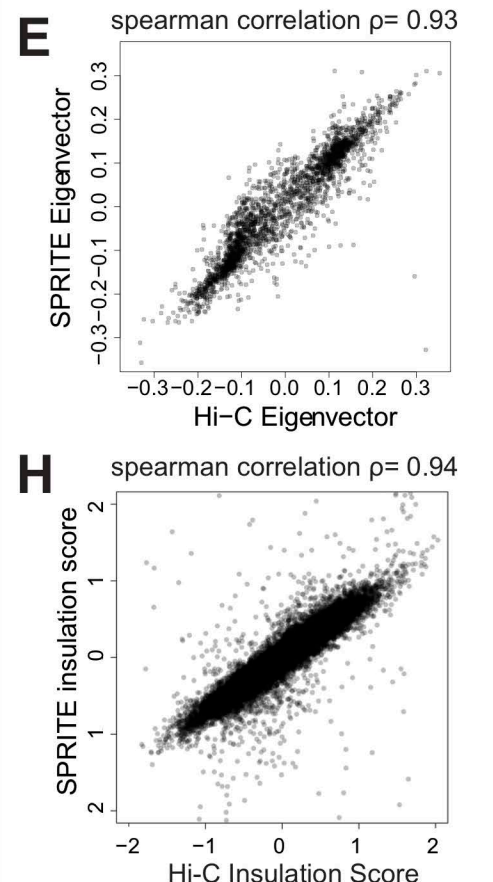 E
spearman correlation ρ= 0.93
SPRITE Eigenvector
0.3
0.2
0.1
0.0
−0.1
−0.2
−0.3
−0.3 −0.2 −0.1 0.0 0.1 0.2 0.3
Hi−C Eigenvector
H
spearman correlation ρ= 0.94
SPRITE insulation score
2
1
0
1
2
−2 −1 0 1 2
Hi-C Insulation Score